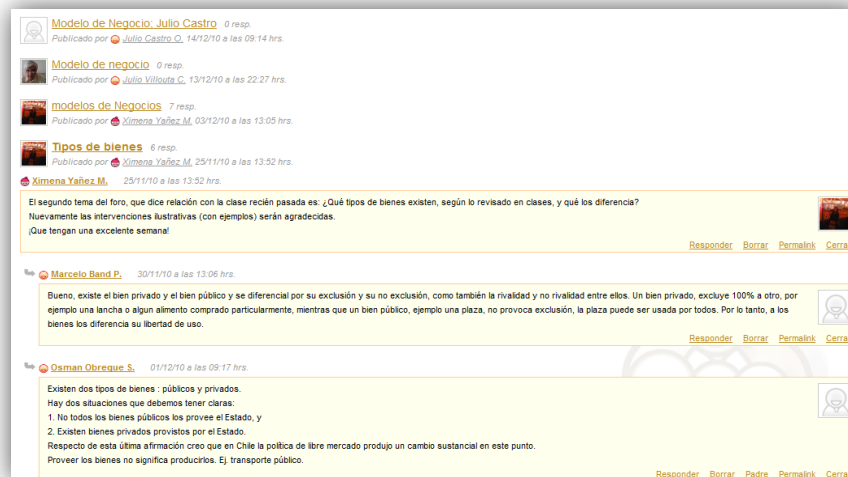 Modelo de Negocio; Julio Castro 0 resp.
Publicado por Julio Castro O. 14/12/10 a las 09:14 hrs.
Modelo de negocio 0 resp.
Publicado por Julio Villouta C. 13/12/10 a las 22:27 hrs.
modelos de Negocios 7 resp.
Publicado por Ximena Yañez M. 03/12/10 a las 13:05 hrs.
Tipos de bienes 6 resp.
Publicado por Ximena Yañez M. 25/11/10 a las 13:52 hrs.
Ximena Yañez M. 25/11/10 a las 13:52 hrs.
El segundo tema del foro, que dice relación con la clase recién pasada es: ¿Qué tipos de bienes existen, según lo revisado en clases, y qué los diferencia?
Nuevamente las intervenciones ilustrativas (con ejemplos) serán agradecidas.
¡Que tengan una excelente semana!
Responder Borrar Permalink Cerra
Marcelo Band P. 30/11/10 a las 13:06 hrs.
Bueno, existe el bien privado y el bien público y se diferencial por su exclusión y su no exclusión, como también la rivalidad y no rivalidad entre ellos. Un bien privado, excluye 100% a otro, por
ejemplo una lancha o algun alimento comprado particularmente, mientras que un bien público, ejemplo una plaza, no provoca exclusión, la plaza puede ser usada por todos. Por lo tanto, a los
bienes los diferencia su libertad de uso.
Responder Borrar Permalink Cerra
Osman Obreque S. 01/12/10 a las 09:17 hrs.
Existen dos tipos de bienes : públicos y privados.
Hay dos situaciones que debemos tener claras:
1. No todos los bienes públicos los provee el Estado, y
2. Existen bienes privados provistos por el Estado.
Respecto de esta última afirmación creo que en Chile la política de libre mercado produjo un cambio sustancial en este punto.
Proveer los bienes no significa producirlos. Ej. transporte público.
Responder Borrar Padre Permalink Cerra